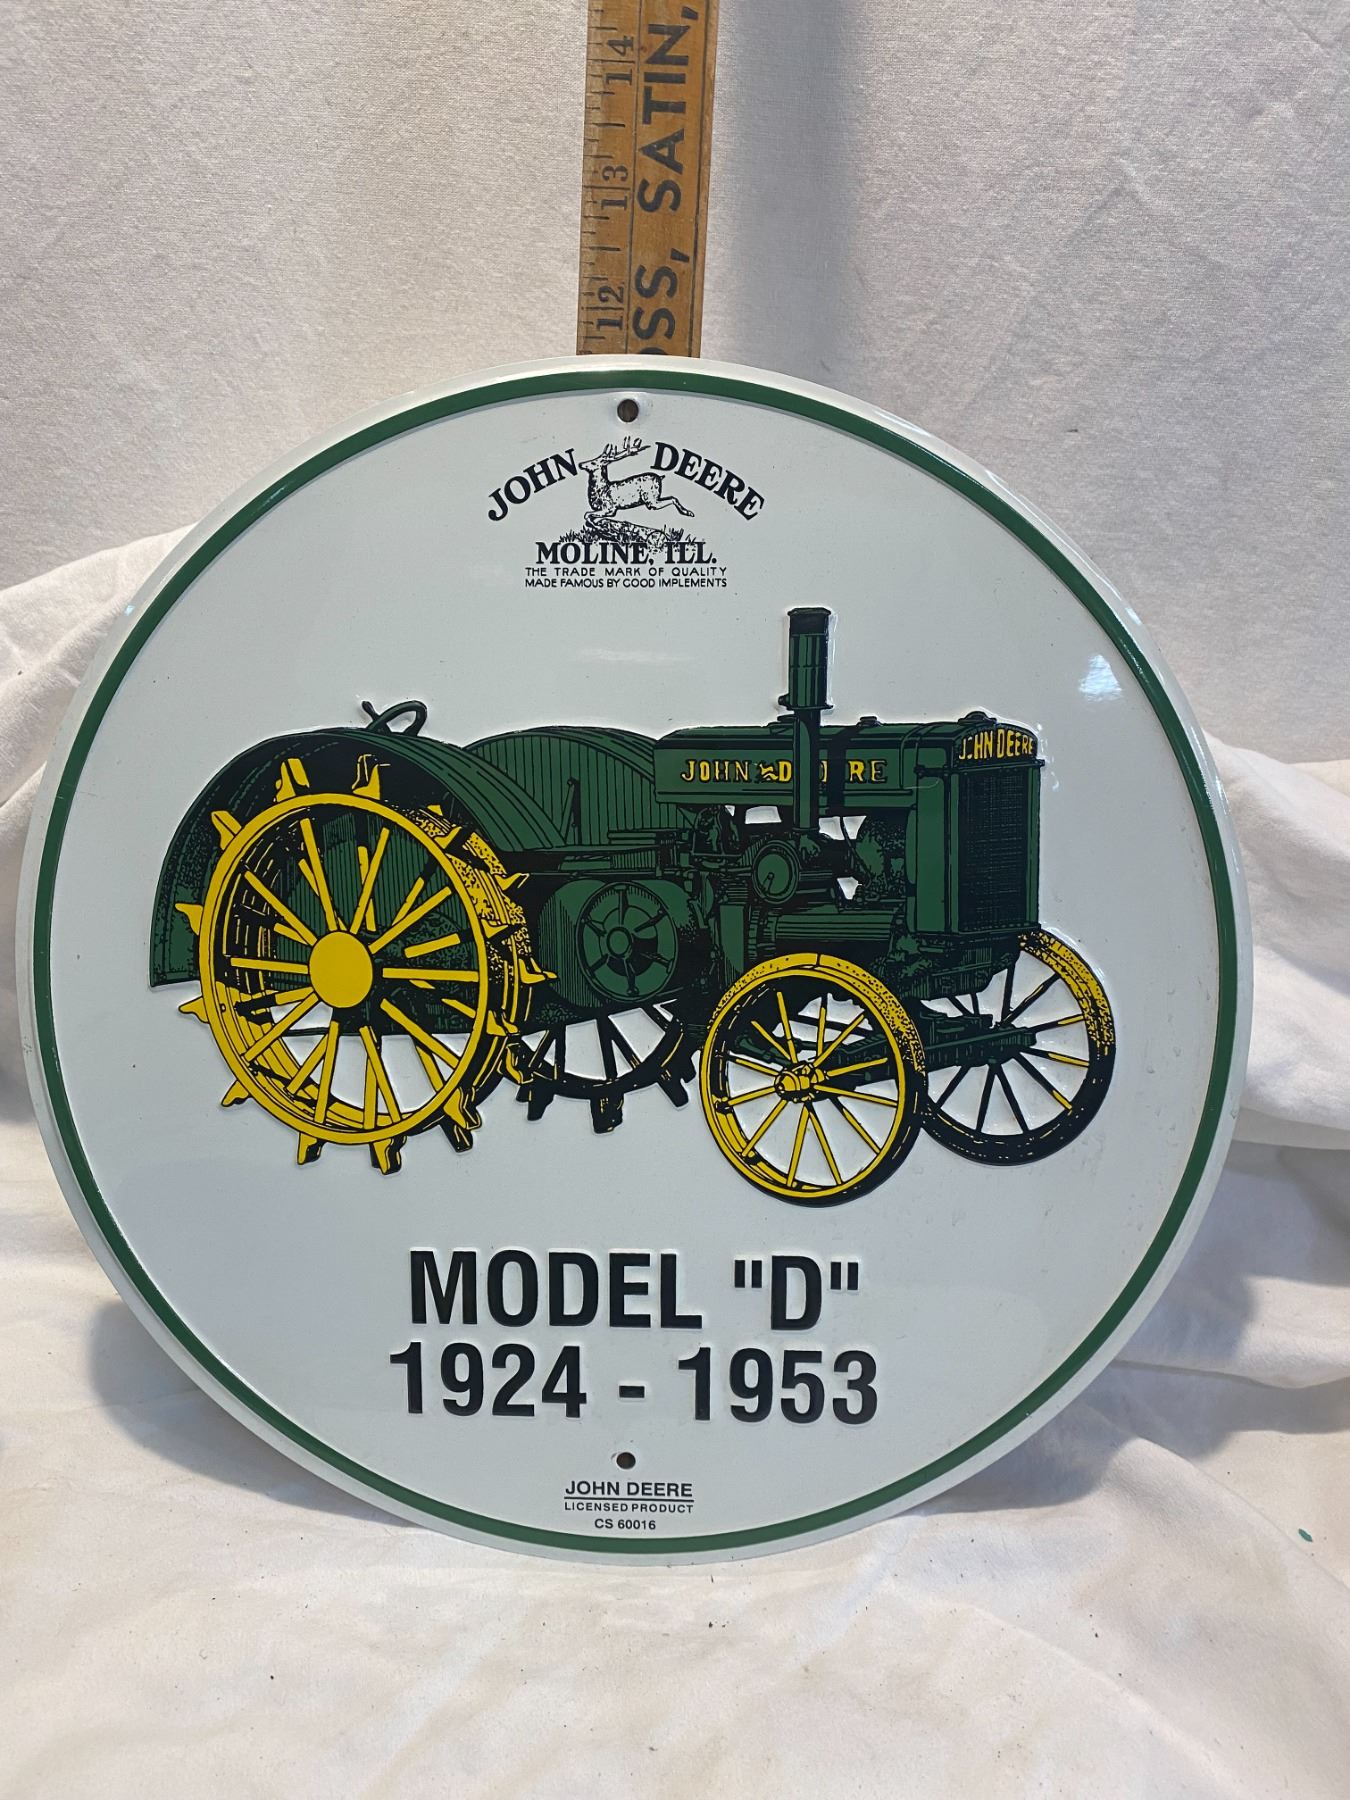 14
13
12
OSS, SATIN,
JOHN DEERE
MOLINE, ILL.
THE TRADE MARK OF QUALITY
MADE FAMOUS BY GOOD IMPLEMENTS
JOHN DEERE
JOHN DEERE
MODEL "D"
1924 - 1953
JOHN DEERE
LICENSED PRODUCT
CS 60016